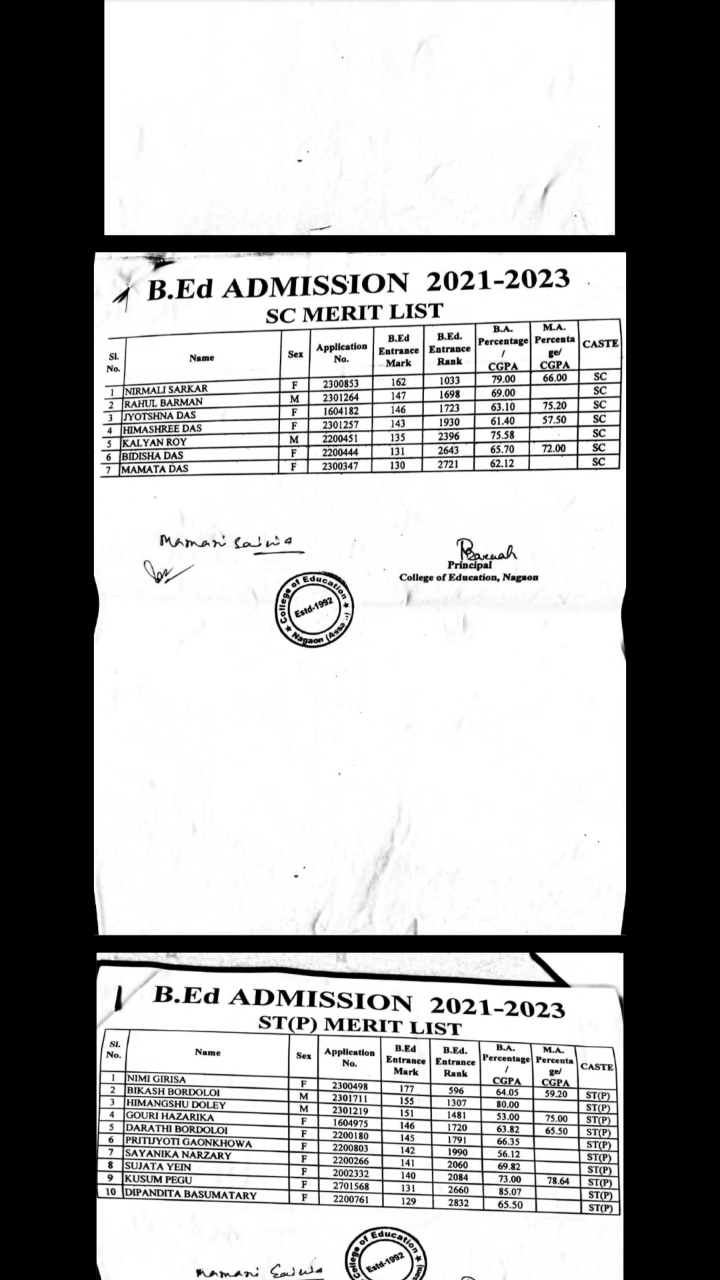 B.Ed ADMISSION 2021-2023
SC MERIT LIST
Sl. No. Name Sex Application No. B.Ed Entrance Mark B.Ed. Entrance Rank B.A. Percentage / CGPA M.A. Percenta ge/ CGPA CASTE
1 NIRMALI SARKAR F 2300853 162 1033 79.00 66.00 SC
2 RAHUL BARMAN M 2301264 147 1698 69.00 SC
3 JYOTSHNA DAS F 1604182 146 1723 63.10 75.20 SC
4 HIMASHREE DAS F 2301257 143 1930 61.40 57.50 SC
5 KALYAN ROY M 2200451 135 2396 75.58 SC
6 BIDISHA DAS F 2200444 131 2643 65.70 72.00 SC
7 MAMATA DAS F 2300347 130 2721 62.12 SC
Mamani Saikia
Principal
College of Education, Nagaon
College of Education
Estd-1992
Nagaon
B.Ed ADMISSION 2021-2023
ST(P) MERIT LIST
Sl. No. Name Sex Application No. B.Ed Entrance Mark B.Ed. Entrance Rank B.A. Percentage / CGPA M.A. Percenta ge/ CGPA CASTE
1 NIMI GIRISA F 2300498 177 596 64.05 59.20 ST(P)
2 BIKASH BORDOLOI M 2301711 155 1307 80.00 ST(P)
3 HIMANGSHU DOLEY M 2301219 151 1481 53.00 75.00 ST(P)
4 GOURI HAZARIKA F 1604975 146 1720 63.82 65.50 ST(P)
5 DARATHI BORDOLOI F 2200180 145 1791 66.35 ST(P)
6 PRITIJYOTI GAONKHOWA F 2200803 142 1990 56.12 ST(P)
7 SAYANIKA NARZARY F 2200266 141 2060 69.82 ST(P)
8 SUJATA YEIN F 2002332 140 2084 73.00 78.64 ST(P)
9 KUSUM PEGU F 2701568 131 2660 85.07 ST(P)
10 DIPANDITA BASUMATARY F 2200761 129 2832 65.50 ST(P)
College of Education
Estd-1992
Mamani Saikia